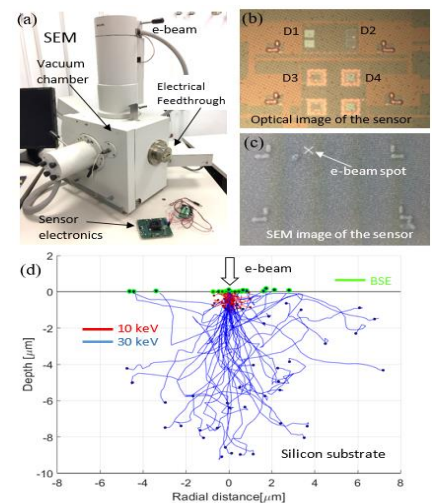 (a)
SEM
e-beam
Vacuum
chamber
Electrical
Feedthrough
Sensor
electronics
(b)
D1
D2
D3
D4
Optical image of the sensor
(c)
e-beam spot
SEM image of the sensor
(d)
e-beam
BSE
10 keV
30 keV
Silicon substrate
Depth [μm]
2
0
-2
-4
-6
-8
-10
-8
-6
-4
-2
0
2
4
6
8
Radial distance[μm]